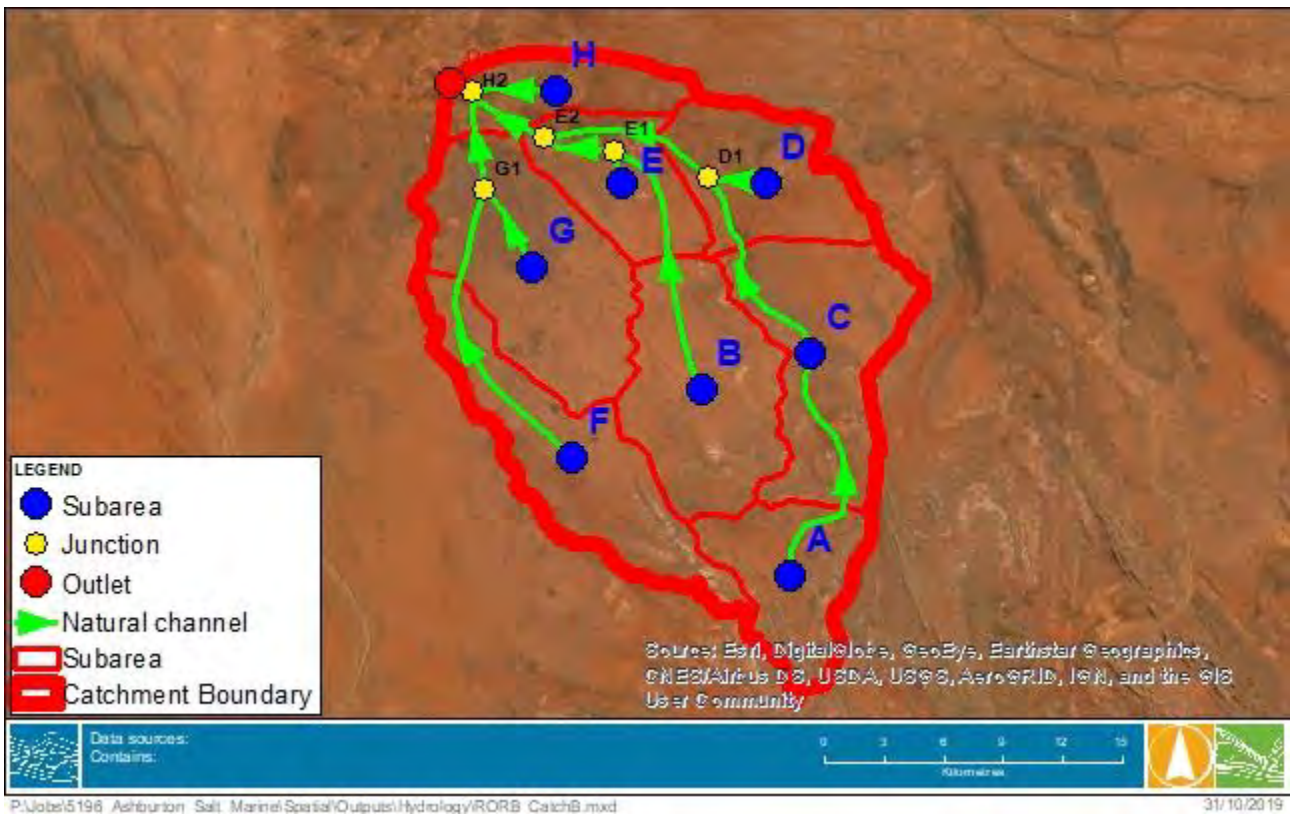 H
H2
E2
E1
D1
D
E
G1
G
C
B
F
A
LEGEND
Subarea
Junction
Outlet
Natural channel
Subarea
Catchment Boundary
Source: Esri, DigitalGlobe, GeoEye, Earthstar Geographics,
CNES/Airbus DS, USDA, USGS, AeroGRID, IGN, and the GIS
User Community
Data sources:
Contains:
0 3 6 9 12 15
Kilometres
P:\Jobs\5196_Ashburton_Salt_Marine\Spatial\Outputs\Hydrology\RORB_CatchB.mxd
31/10/2019